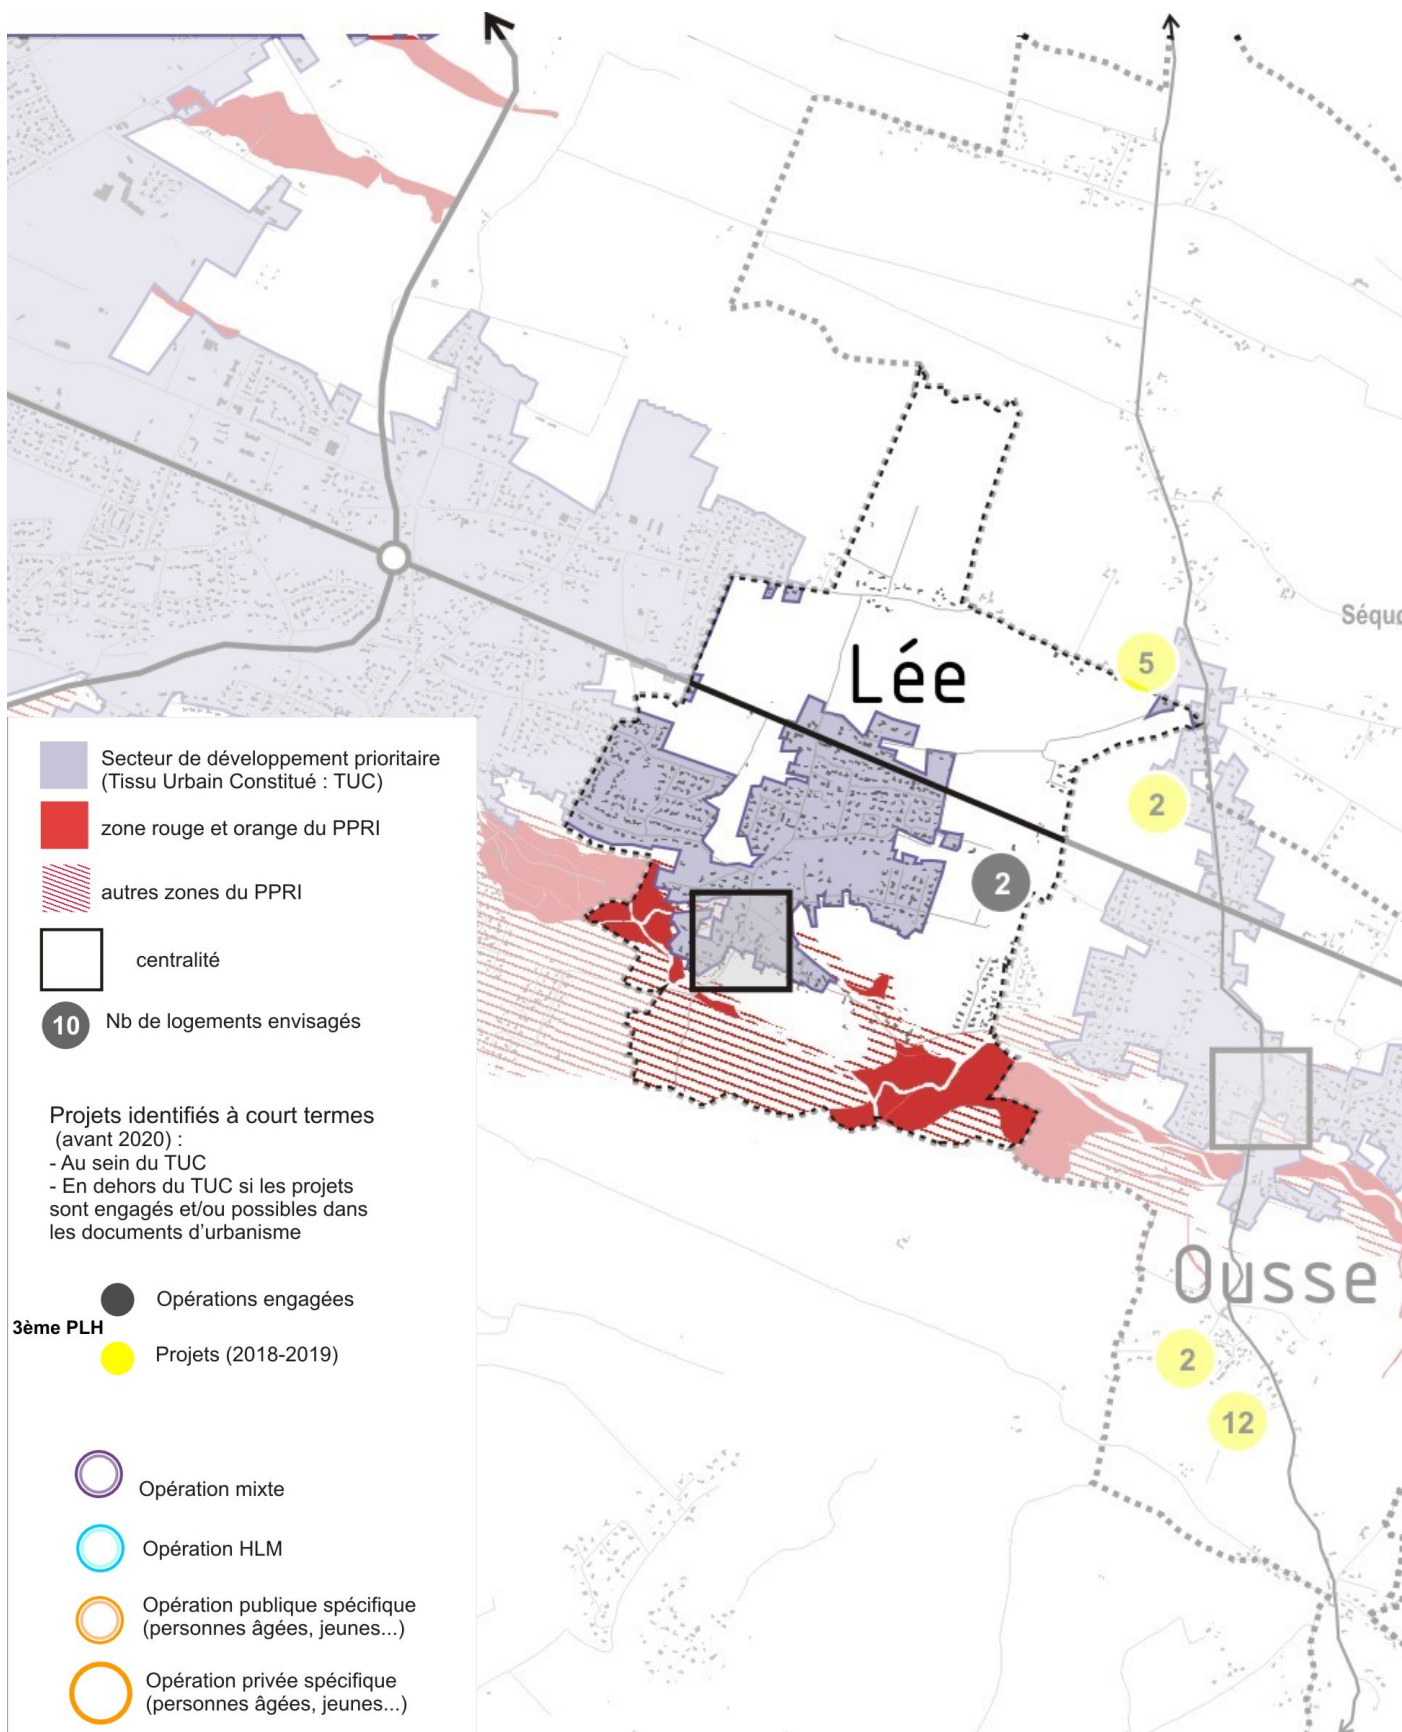 Séqu
Lée
5
2
2
Ousse
2
12
Secteur de développement prioritaire
(Tissu Urbain Constitué : TUC)
zone rouge et orange du PPRI
autres zones du PPRI
centralité
10 Nb de logements envisagés
Projets identifiés à court termes
(avant 2020) :
- Au sein du TUC
- En dehors du TUC si les projets
sont engagés et/ou possibles dans
les documents d'urbanisme
Opérations engagées
3ème PLH
Projets (2018-2019)
Opération mixte
Opération HLM
Opération publique spécifique
(personnes âgées, jeunes...)
Opération privée spécifique
(personnes âgées, jeunes...)